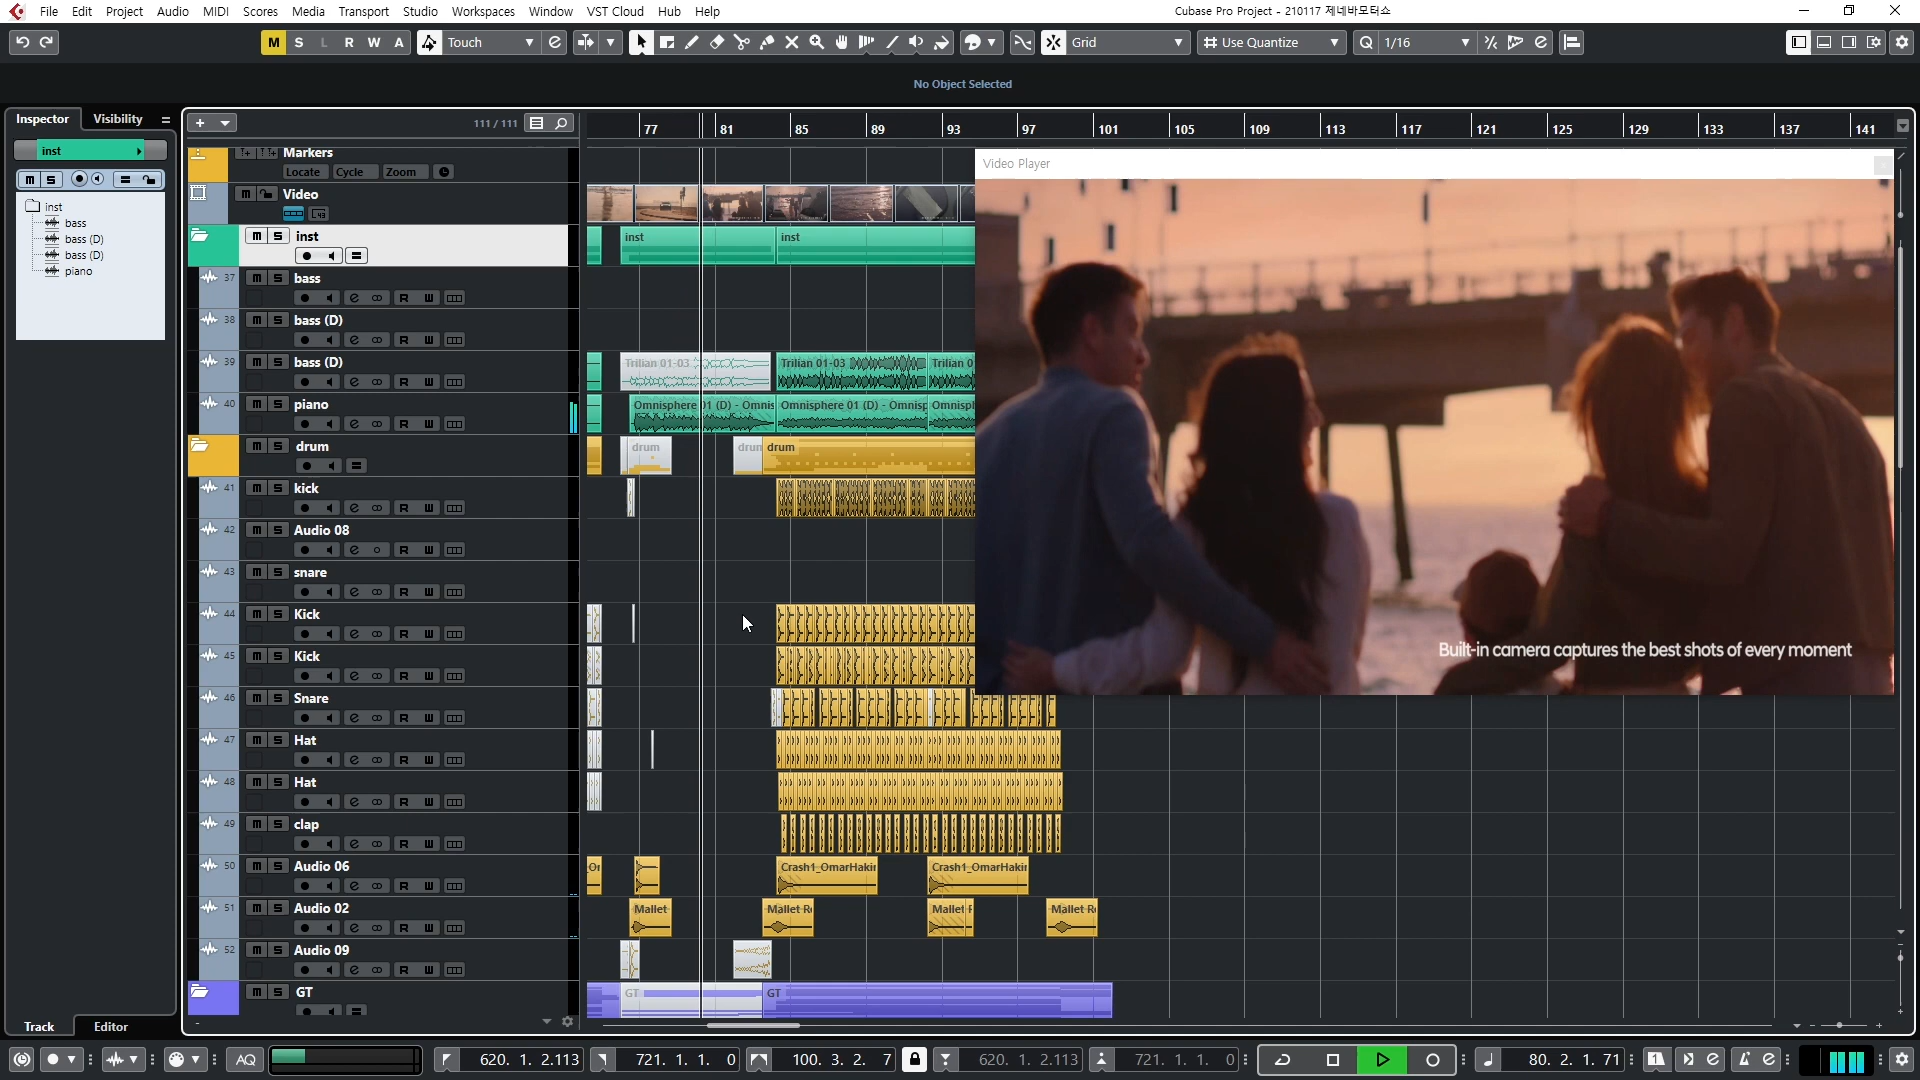 File Edit Project Audio MIDI Scores Media Transport Studio Workspaces Window VST Cloud Hub Help
Cubase Pro Project - 210117 제네바모터쇼
M S L R W A Touch Grid Use Quantize Q 1/16
No Object Selected
Inspector Visibility
111 / 111
77 81 85 89 93 97 101 105 109 113 117 121 125 129 133 137 141
inst
inst
bass
bass (D)
bass (D)
piano
Markers
Locate Cycle Zoom
Video
inst
inst inst
37 bass
38 bass (D)
39 bass (D)
Trilian 01-03 Trilian 01-03 Trilian 0
40 piano
Omnisphere 01 (D) - Omnis Omnisphere 01 (D) - Omnisp Omnisph
drum
drum drum drum
41 kick
42 Audio 08
43 snare
44 Kick
45 Kick
46 Snare
47 Hat
48 Hat
49 clap
50 Audio 06
Crash1_OmarHakir Crash1_OmarHakir
51 Audio 02
Mallet Mallet R Mallet F Mallet R
52 Audio 09
GT
GT GT
Video Player
Built-in camera captures the best shots of every moment
Track Editor
AQ 620. 1. 2.113 721. 1. 1. 0 100. 3. 2. 7 620. 1. 2.113 721. 1. 1. 0 80. 2. 1. 71